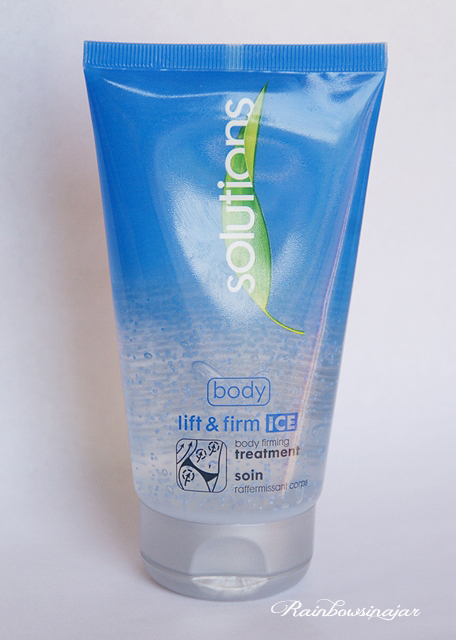 solutions
body
lift & firm ICE
body firming
treatment
soin
raffermissant corps
Rainbowsinajar